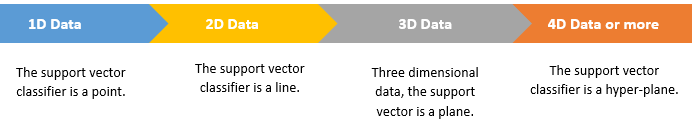 1D Data
2D Data
3D Data
4D Data or more
The support vector
classifier is a point.
The support vector
classifier is a line.
Three dimensional
data, the support
vector is a plane.
The support vector
classifier is a hyper-plane.